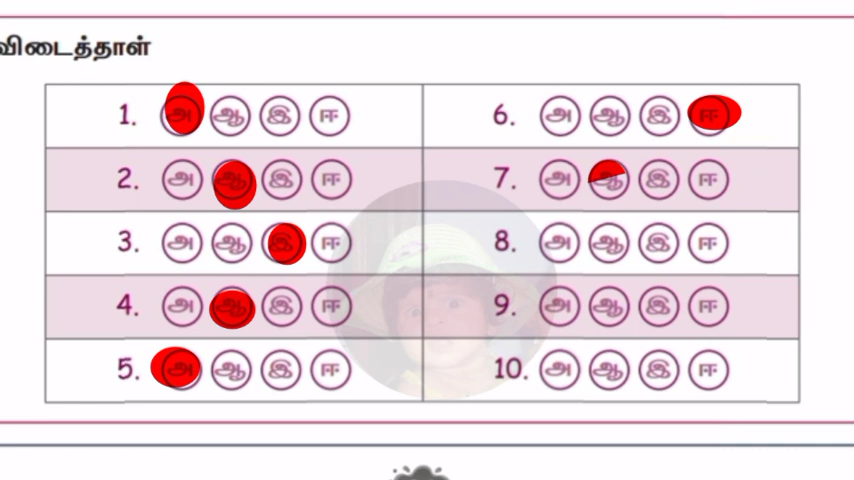 விடைத்தாள்
1. அ ஆ இ ஈ
2. அ ஆ இ ஈ
3. அ ஆ இ ஈ
4. அ ஆ இ ஈ
5. அ ஆ இ ஈ
6. அ ஆ இ ஈ
7. அ ஆ இ ஈ
8. அ ஆ இ ஈ
9. அ ஆ இ ஈ
10. அ ஆ இ ஈ